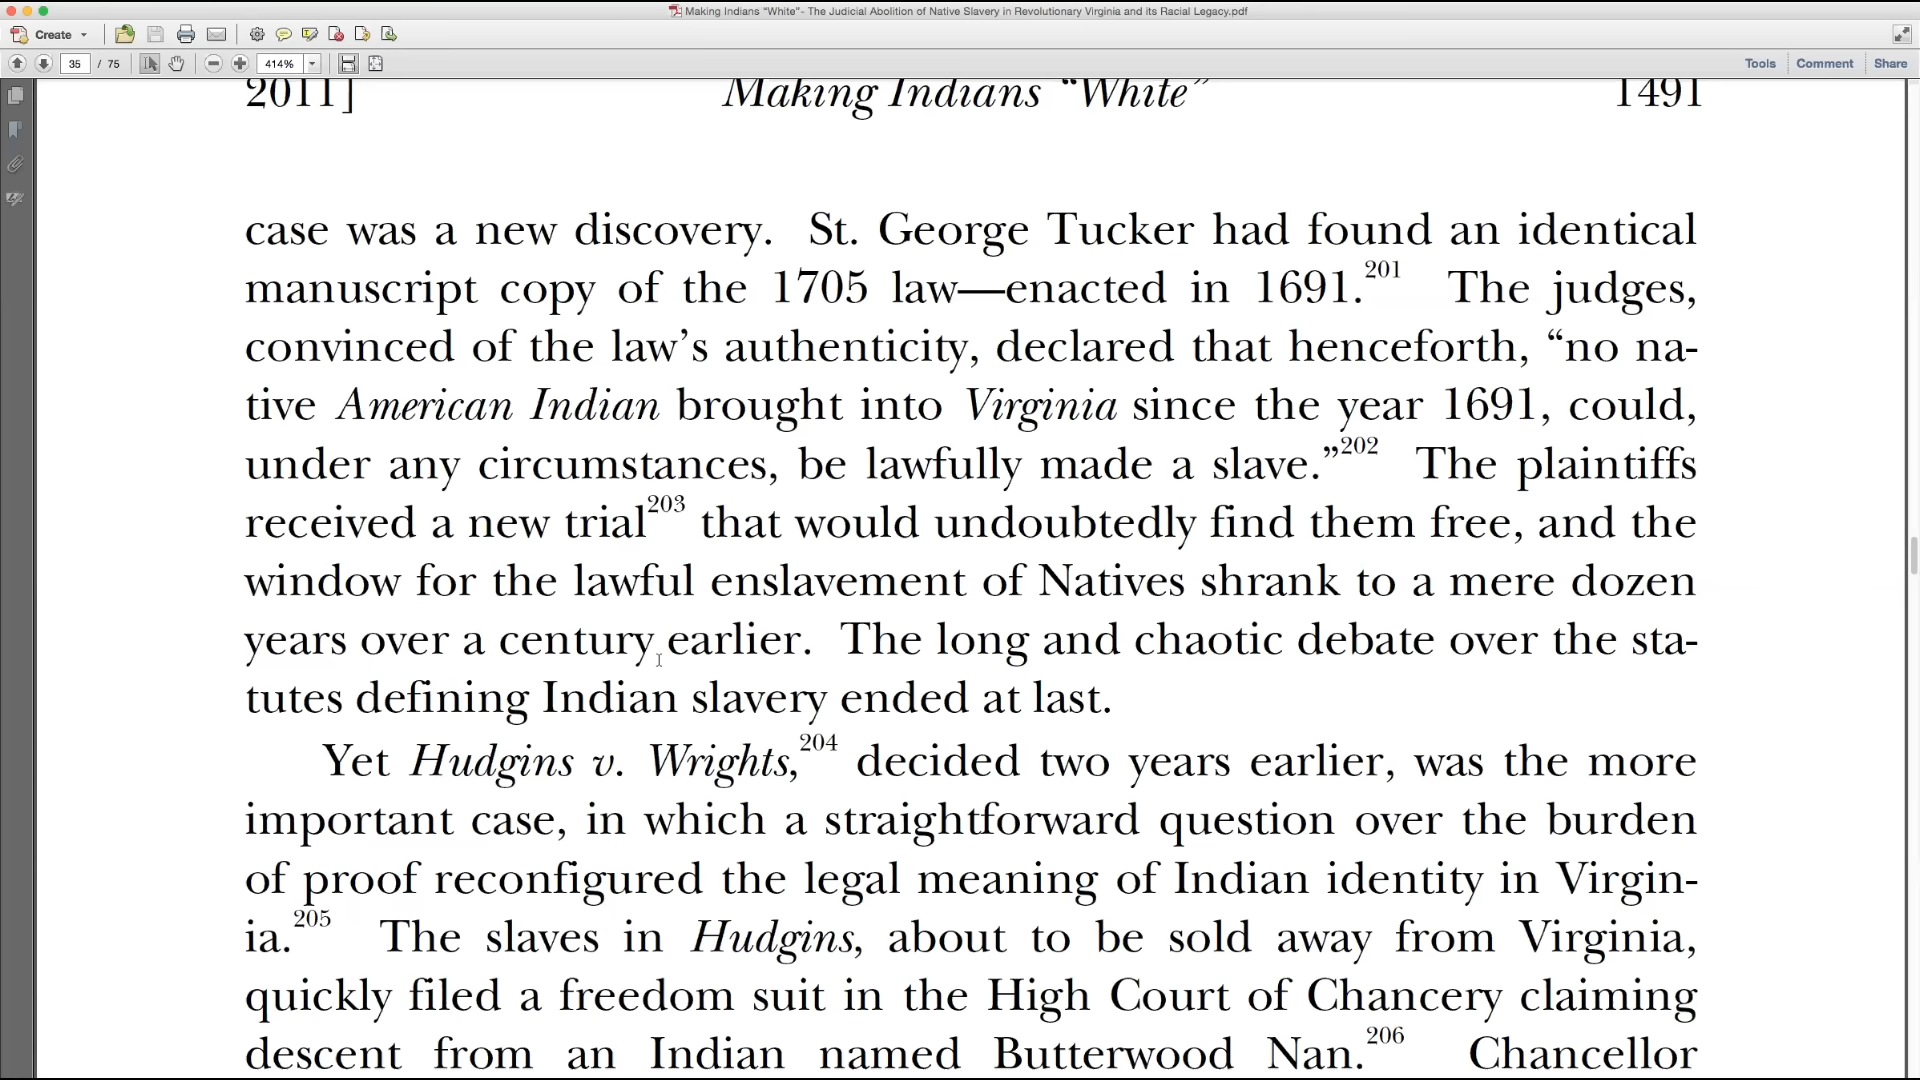 Making Indians “White”- The Judicial Abolition of Native Slavery in Revolutionary Virginia and its Racial Legacy.pdf
Create
35 / 75 414% Tools Comment Share
2011] Making Indians “White” 1491
case was a new discovery. St. George Tucker had found an identical
manuscript copy of the 1705 law—enacted in 1691.201 The judges,
convinced of the law’s authenticity, declared that henceforth, “no na-
tive American Indian brought into Virginia since the year 1691, could,
under any circumstances, be lawfully made a slave.”202 The plaintiffs
received a new trial203 that would undoubtedly find them free, and the
window for the lawful enslavement of Natives shrank to a mere dozen
years over a century earlier. The long and chaotic debate over the sta-
tutes defining Indian slavery ended at last.
Yet Hudgins v. Wrights,204 decided two years earlier, was the more
important case, in which a straightforward question over the burden
of proof reconfigured the legal meaning of Indian identity in Virgin-
ia.205 The slaves in Hudgins, about to be sold away from Virginia,
quickly filed a freedom suit in the High Court of Chancery claiming
descent from an Indian named Butterwood Nan.206 Chancellor